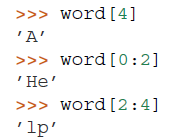 >>> word[4]
’A’
>>> word[0:2]
’He’
>>> word[2:4]
’lp’